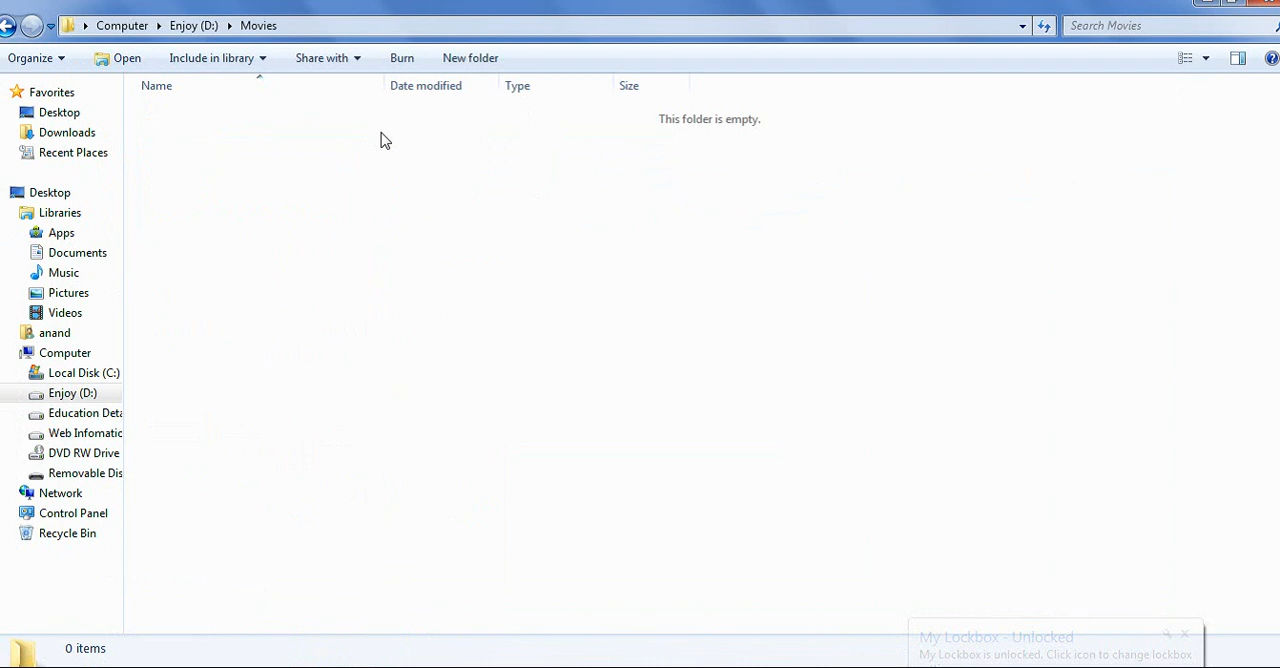 Computer Enjoy (D:) Movies
Search Movies
Organize Open Include in library Share with Burn New folder
Name Date modified Type Size
This folder is empty.
Favorites
Desktop
Downloads
Recent Places
Desktop
Libraries
Apps
Documents
Music
Pictures
Videos
anand
Computer
Local Disk (C:)
Enjoy (D:)
Education Deta
Web Infomatic
DVD RW Drive
Removable Dis
Network
Control Panel
Recycle Bin
0 items
My Lockbox - Unlocked
My Lockbox is unlocked. Click icon to change lockbox